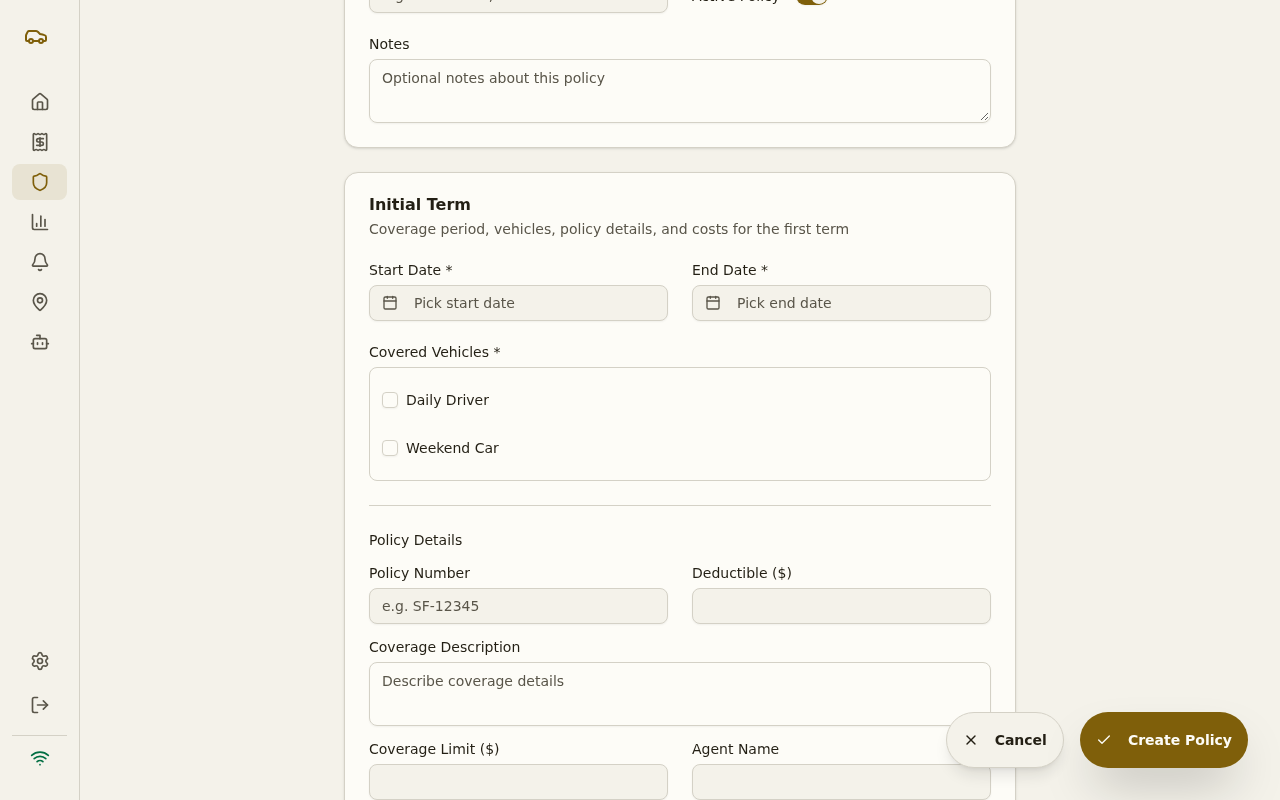 Notes
Optional notes about this policy
Initial Term
Coverage period, vehicles, policy details, and costs for the first term
Start Date *
End Date *
Pick start date
Pick end date
Covered Vehicles *
Daily Driver
Weekend Car
Policy Details
Policy Number
Deductible ($)
e.g. SF-12345
Coverage Description
Describe coverage details
Coverage Limit ($)
Agent Name
Cancel
Create Policy